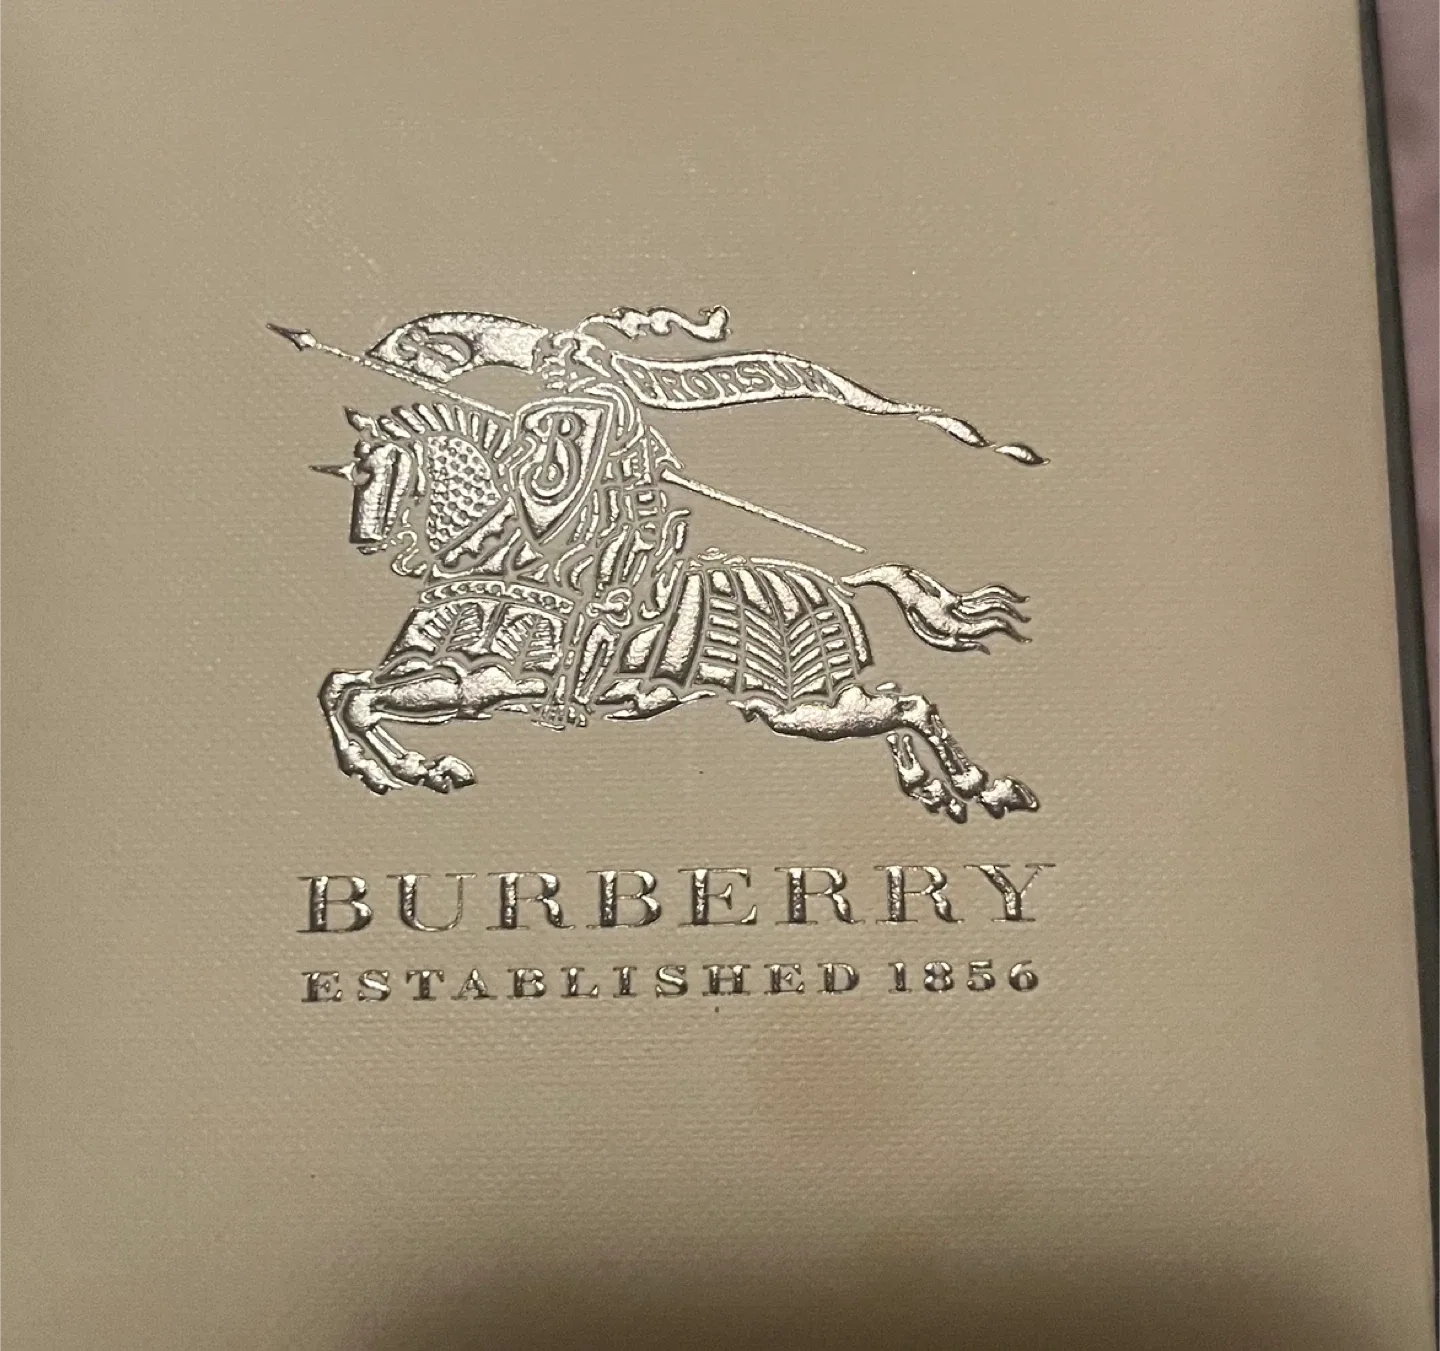 PRORSUM
B
BURBERRY
ESTABLISHED 1856